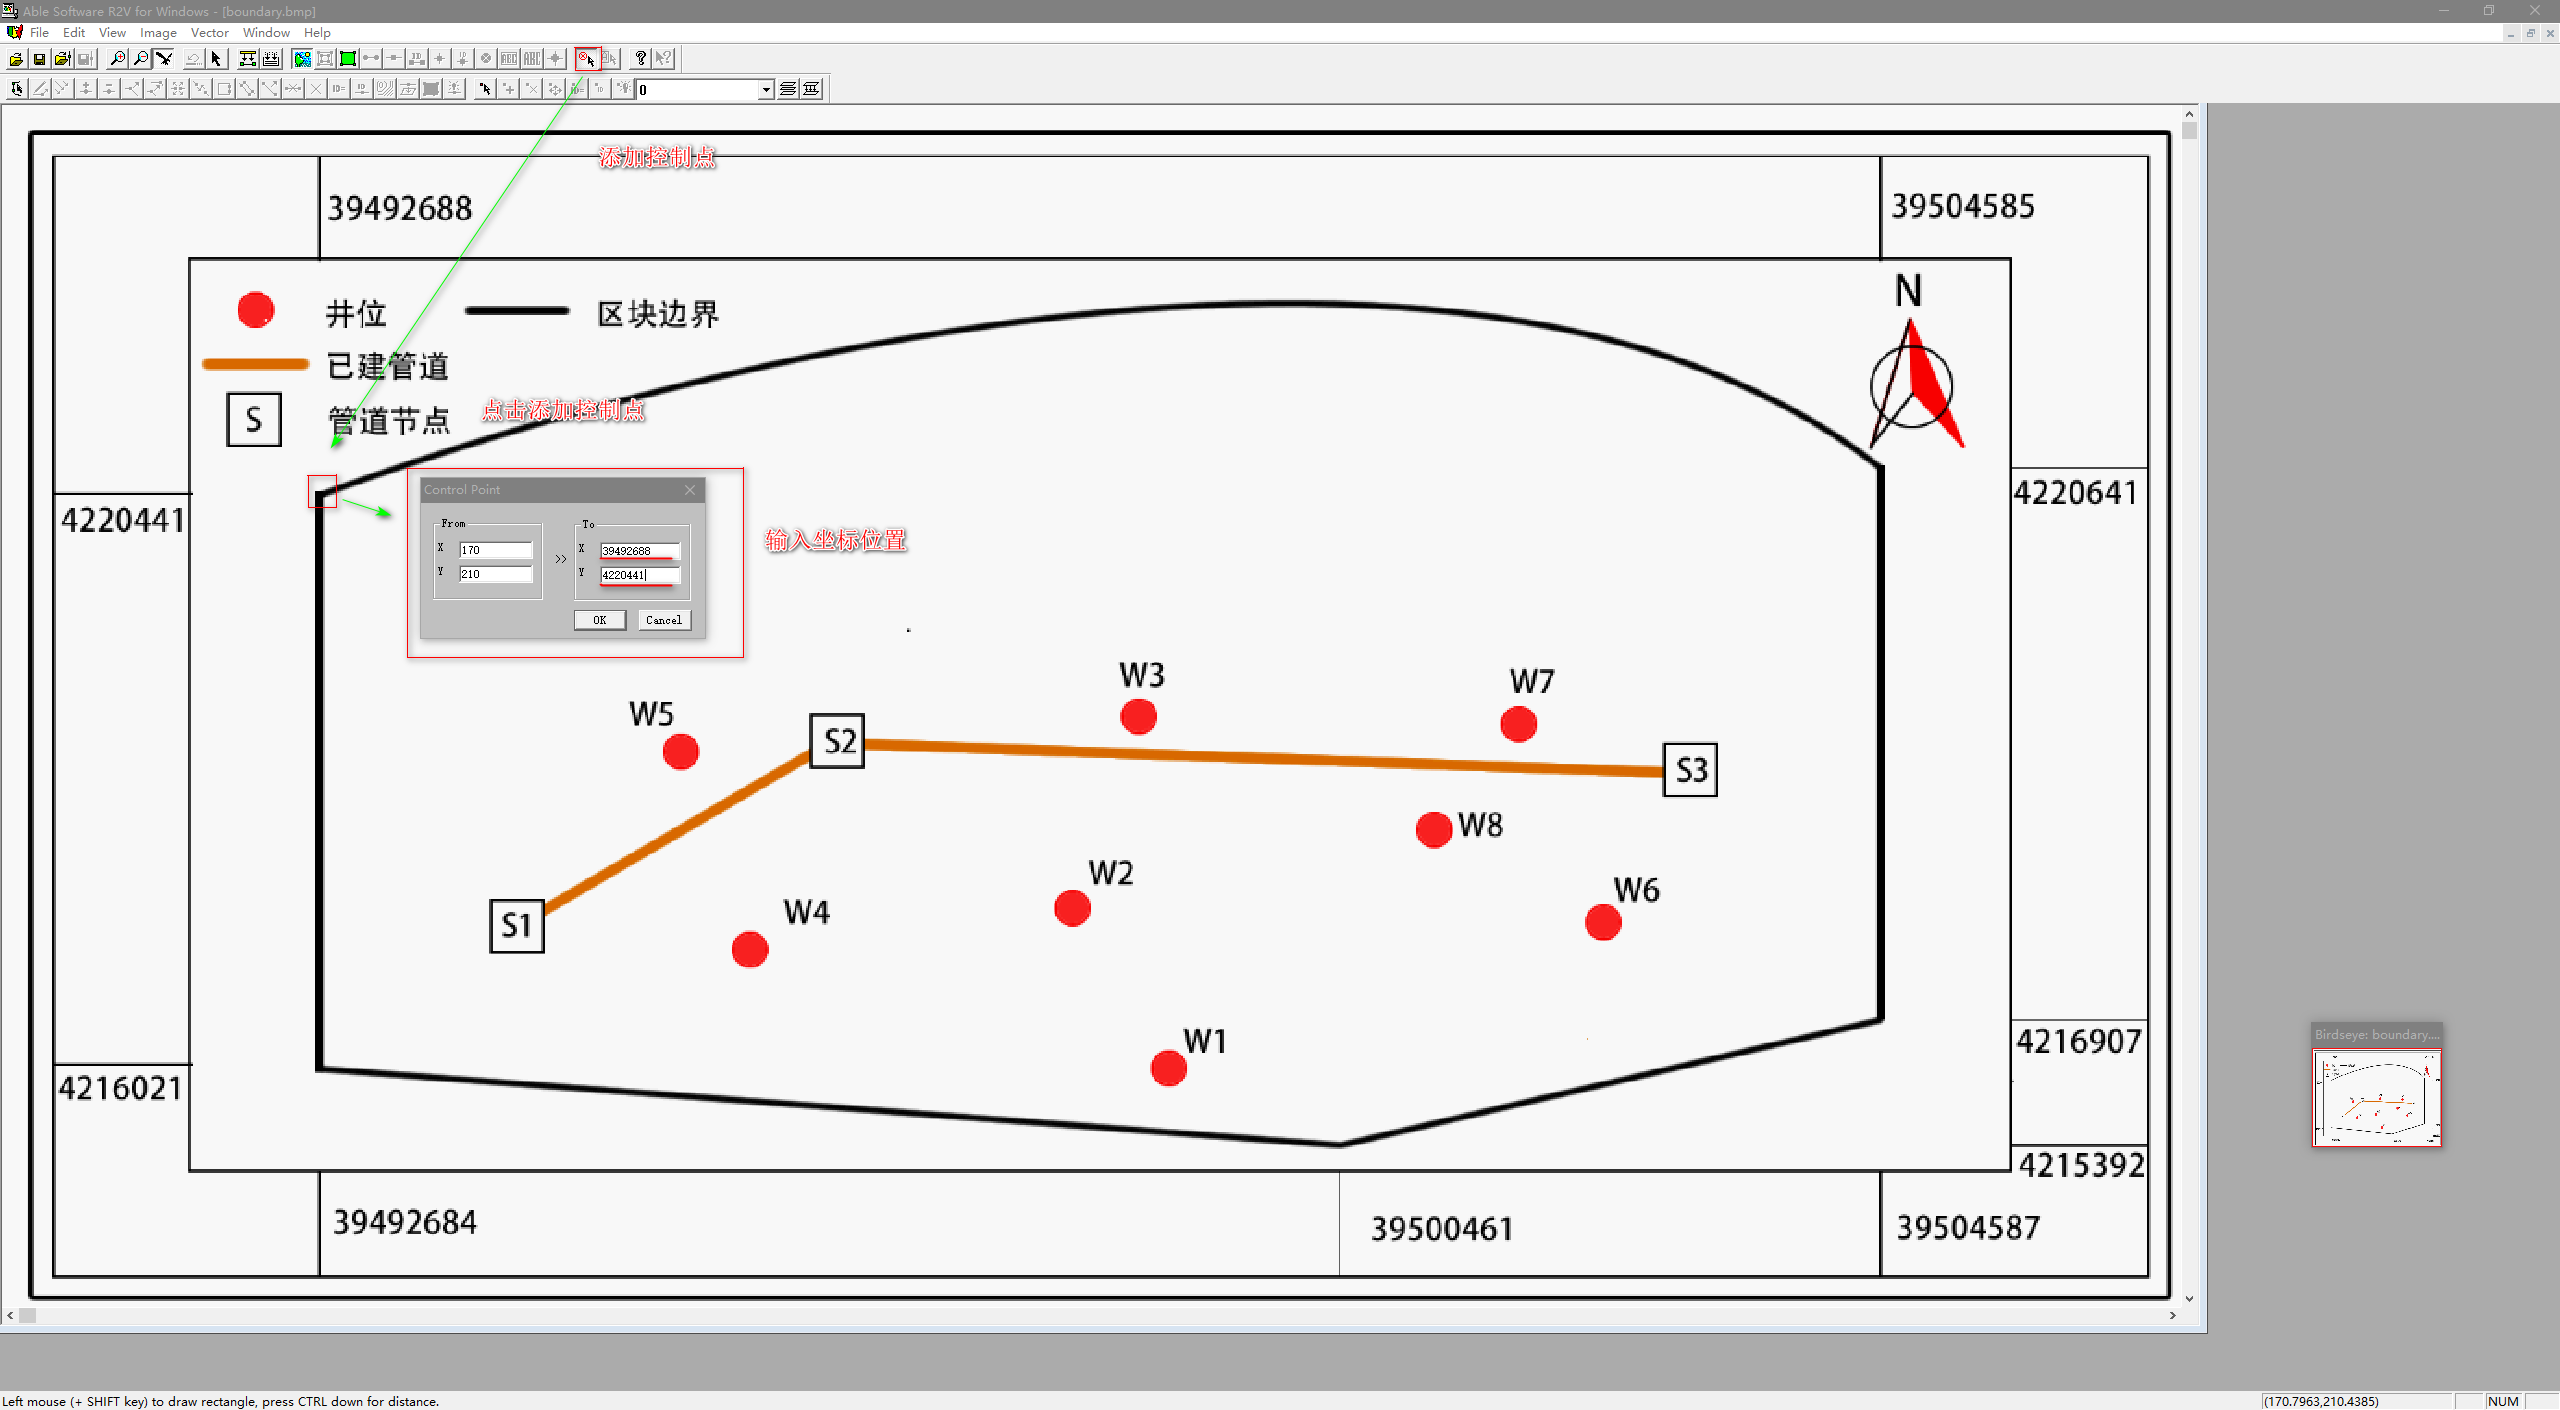 Able Software R2V for Windows - [boundary.bmp]
File Edit View Image Vector Window Help
0
添加控制点
39492688
39504585
N
井位
区块边界
已建管道
S
管道节点
点击添加控制点
4220441
4220641
Control Point
From
To
X 170
>>
X 39492688
Y 210
Y 4220441
OK
Cancel
输入坐标位置
W3
W7
W5
S2
S3
W8
W2
W6
W4
S1
W1
4216021
4216907
4215392
39492684
39500461
39504587
Birdseye: boundary....
Left mouse (+ SHIFT key) to draw rectangle, press CTRL down for distance.
(170.7963,210.4385)
NUM